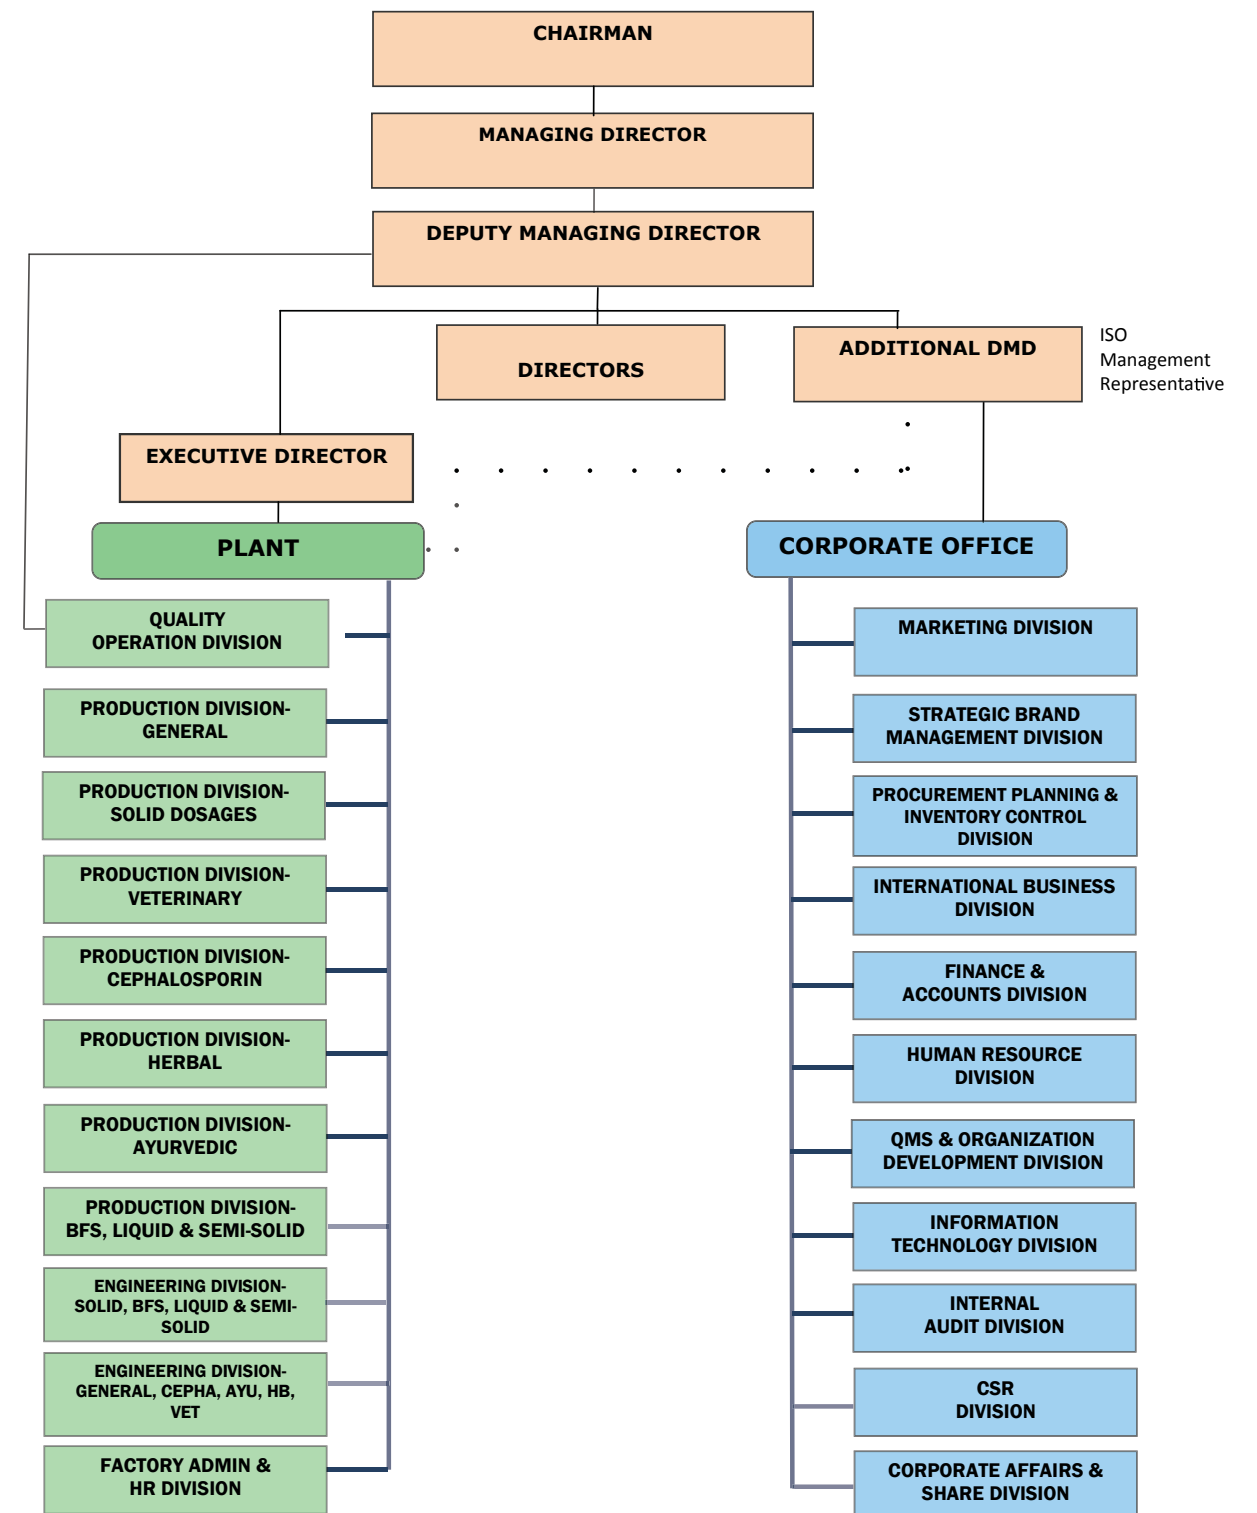 CHAIRMAN
MANAGING DIRECTOR
DEPUTY MANAGING DIRECTOR
DIRECTORS
ADDITIONAL DMD
ISO
Management
Representative
EXECUTIVE DIRECTOR
PLANT
QUALITY
OPERATION DIVISION
PRODUCTION DIVISION-
GENERAL
PRODUCTION DIVISION-
SOLID DOSAGES
PRODUCTION DIVISION-
VETERINARY
PRODUCTION DIVISION-
CEPHALOSPORIN
PRODUCTION DIVISION-
HERBAL
PRODUCTION DIVISION-
AYURVEDIC
PRODUCTION DIVISION-
BFS, LIQUID & SEMI-SOLID
ENGINEERING DIVISION-
SOLID, BFS, LIQUID & SEMI-
SOLID
ENGINEERING DIVISION-
GENERAL, CEPHA, AYU, HB,
VET
FACTORY ADMIN &
HR DIVISION
CORPORATE OFFICE
MARKETING DIVISION
STRATEGIC BRAND
MANAGEMENT DIVISION
PROCUREMENT PLANNING &
INVENTORY CONTROL
DIVISION
INTERNATIONAL BUSINESS
DIVISION
FINANCE &
ACCOUNTS DIVISION
HUMAN RESOURCE
DIVISION
QMS & ORGANIZATION
DEVELOPMENT DIVISION
INFORMATION
TECHNOLOGY DIVISION
INTERNAL
AUDIT DIVISION
CSR
DIVISION
CORPORATE AFFAIRS &
SHARE DIVISION